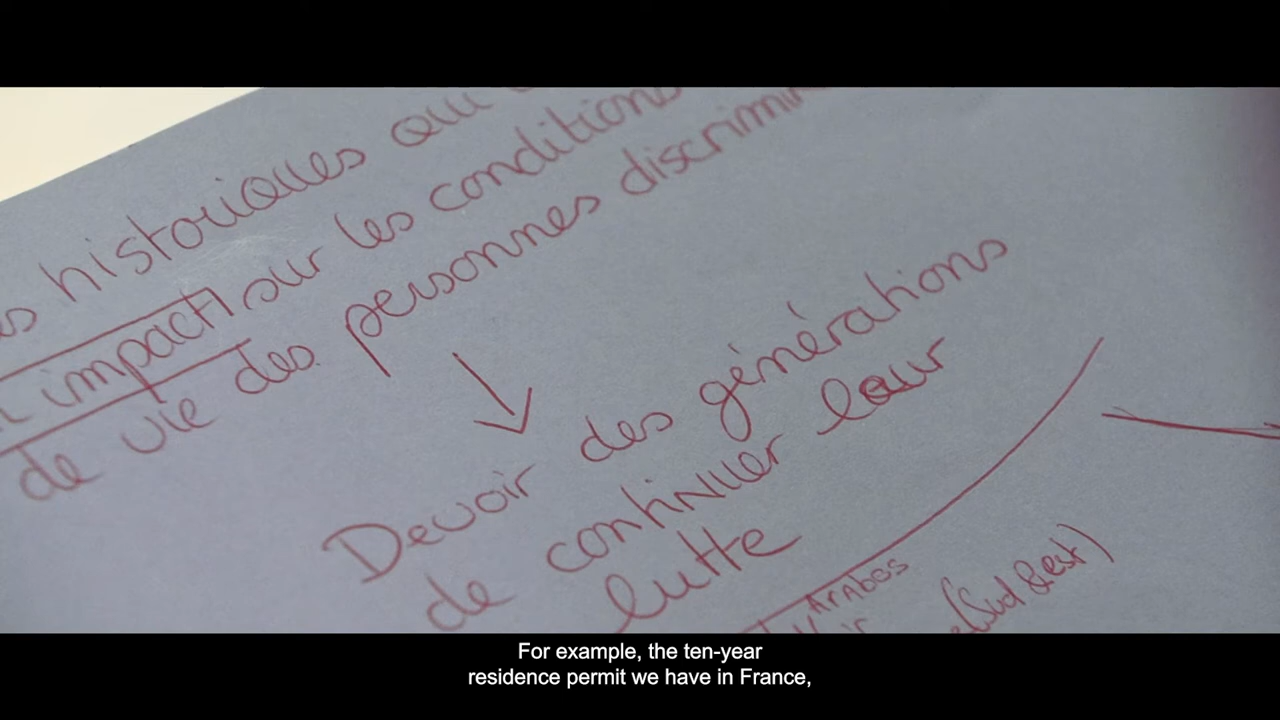 historiques qui
impact sur les conditions
de vie des personnes
Devoir des générations
de continuer leur
lutte
Arabes
(Sud & est)
For example, the ten-year
residence permit we have in France,